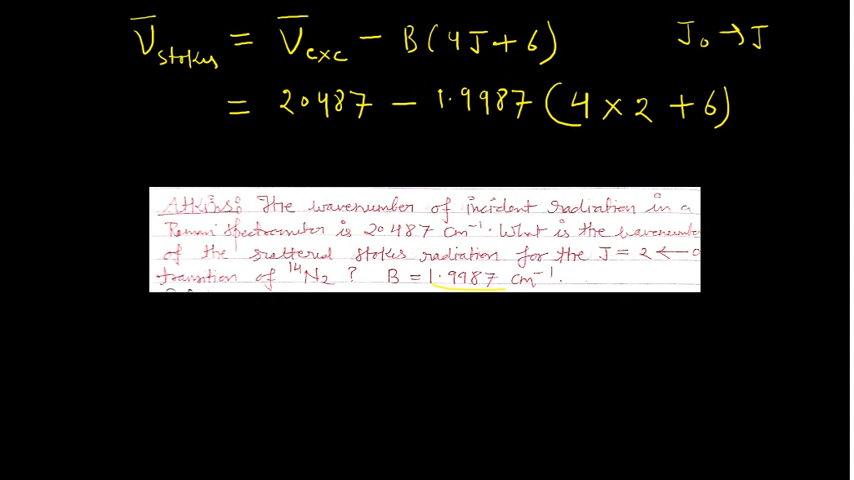 ν̅stokes = ν̅exc − B(4J+6) J₀ → J
= 20487 − 1.9987 (4 × 2 + 6)
Atkins: The wavenumber of incident radiation in a
Raman Spectrometer is 20487 cm⁻¹. What is the wavenumbe
of the scattered stokes radiation for the J = 2 ← 0
transition of ¹⁴N₂ ? B = 1.9987 cm⁻¹.